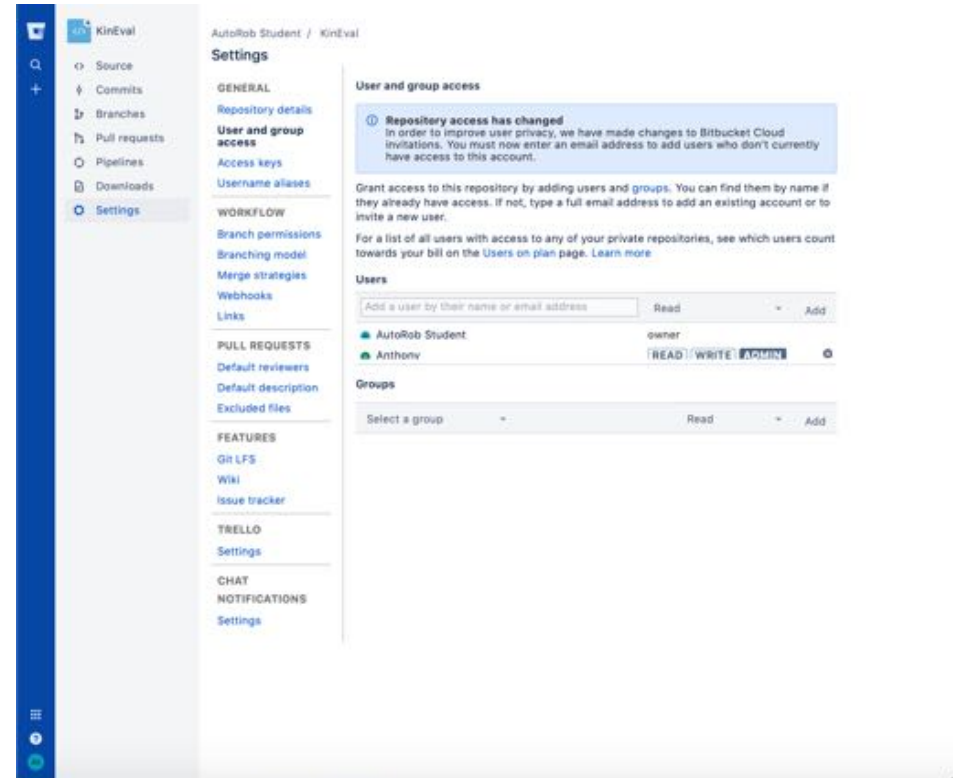 KinEval
Source
Commits
Branches
Pull requests
Pipelines
Downloads
Settings
AutoRob Student / KinEval
Settings
GENERAL
Repository details
User and group
access
Access keys
Username aliases
WORKFLOW
Branch permissions
Branching model
Merge strategies
Webhooks
Links
PULL REQUESTS
Default reviewers
Default description
Excluded files
FEATURES
Git LFS
Wiki
Issue tracker
TRELLO
Settings
CHAT
NOTIFICATIONS
Settings
User and group access
Repository access has changed
In order to improve user privacy, we have made changes to Bitbucket Cloud
invitations. You must now enter an email address to add users who don't currently
have access to this account.
Grant access to this repository by adding users and groups. You can find them by name if
they already have access. If not, type a full email address to add an existing account or to
invite a new user.
For a list of all users with access to any of your private repositories, see which users count
towards your bill on the Users on plan page. Learn more
Users
Add a user by their name or email address Read Add
AutoRob Student owner
Anthony READ WRITE ADMIN
Groups
Select a group Read Add